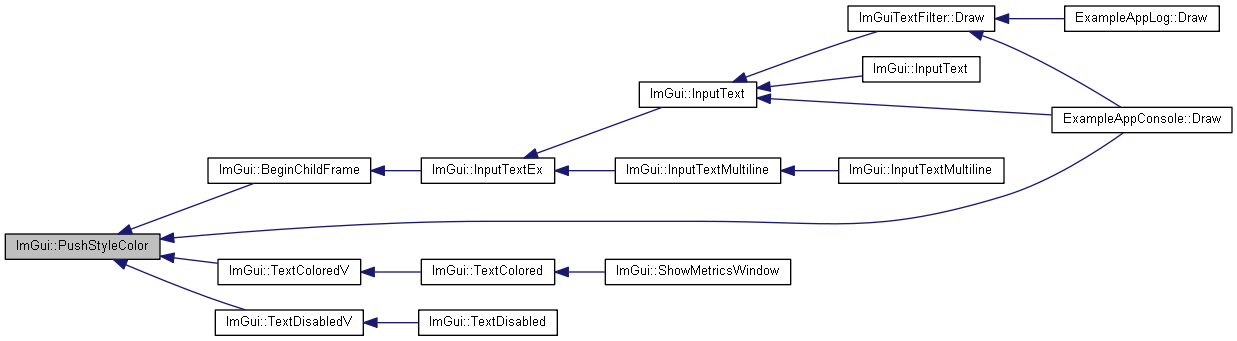 ImGuiTextFilter::Draw
ExampleAppLog::Draw
ImGui::InputText
ImGui::InputText
ExampleAppConsole::Draw
ImGui::BeginChildFrame
ImGui::InputTextEx
ImGui::InputTextMultiline
ImGui::InputTextMultiline
ImGui::PushStyleColor
ImGui::TextColoredV
ImGui::TextColored
ImGui::ShowMetricsWindow
ImGui::TextDisabledV
ImGui::TextDisabled